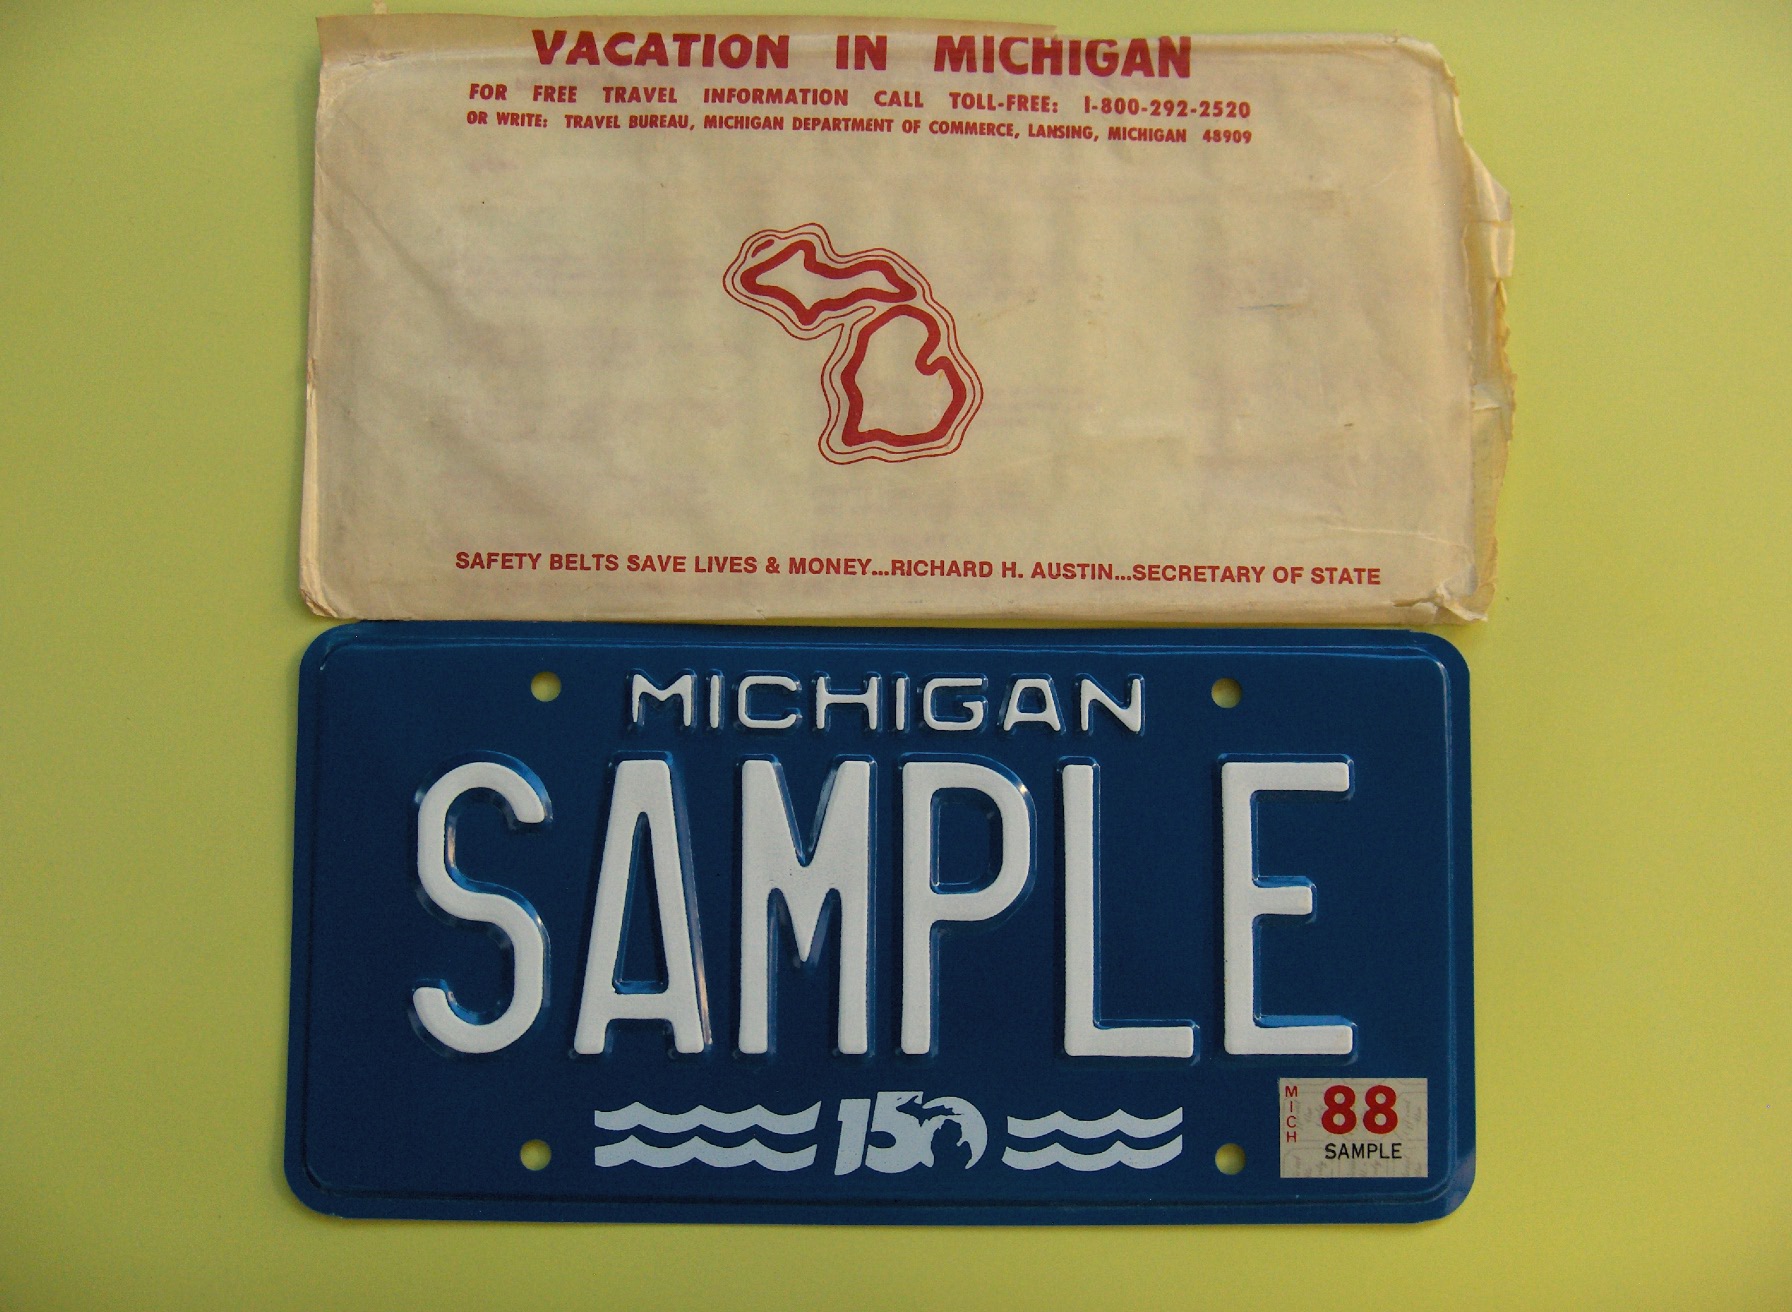 VACATION IN MICHIGAN
FOR FREE TRAVEL INFORMATION CALL TOLL-FREE: 1-800-292-2520
OR WRITE: TRAVEL BUREAU, MICHIGAN DEPARTMENT OF COMMERCE, LANSING, MICHIGAN 48909
SAFETY BELTS SAVE LIVES & MONEY...RICHARD H. AUSTIN...SECRETARY OF STATE
MICHIGAN
SAMPLE
150
MICH
88
SAMPLE